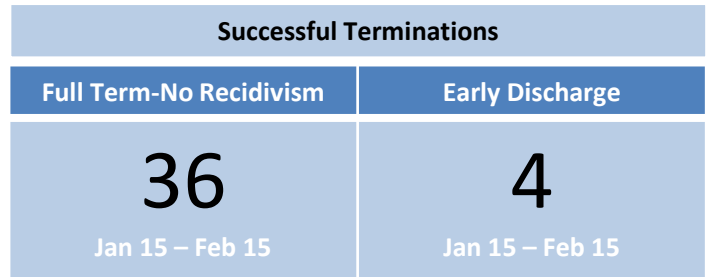 Successful Terminations
Full Term-No Recidivism
Early Discharge
36
4
Jan 15 – Feb 15
Jan 15 – Feb 15